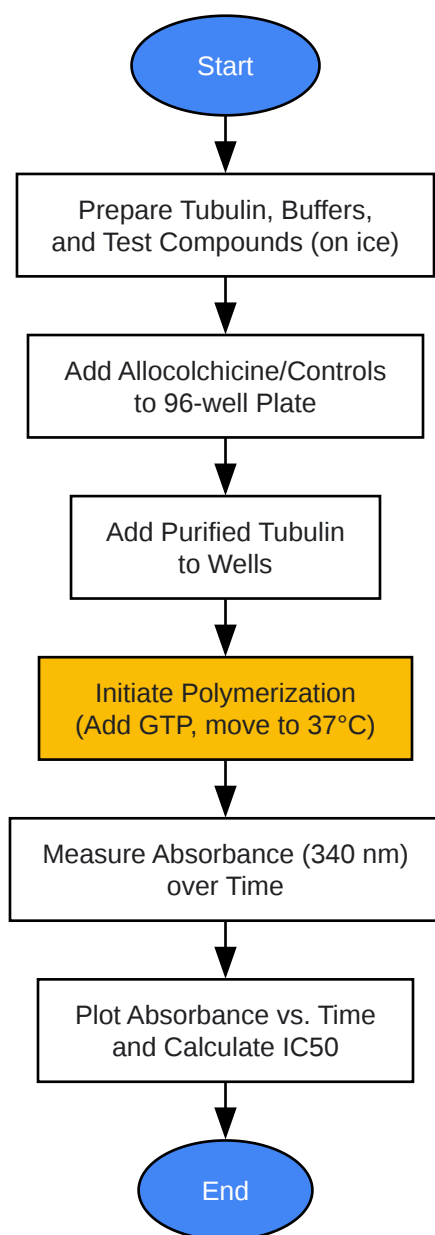 Start
Prepare Tubulin, Buffers,
and Test Compounds (on ice)
Add Allocolchicine/Controls
to 96-well Plate
Add Purified Tubulin
to Wells
Initiate Polymerization
(Add GTP, move to 37°C)
Measure Absorbance (340 nm)
over Time
Plot Absorbance vs. Time
and Calculate IC50
End